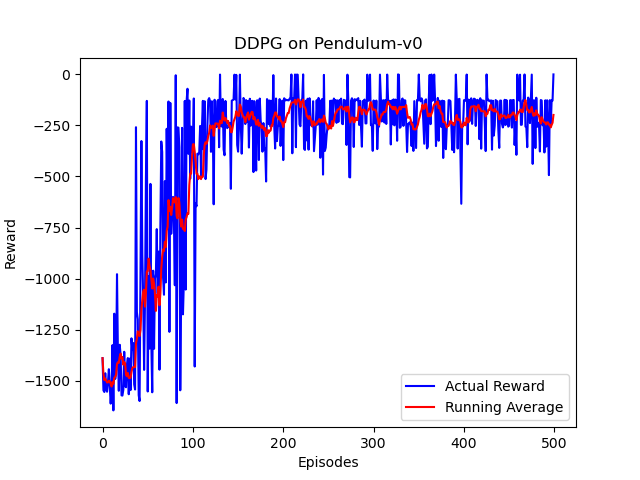 DDPG on Pendulum-v0
0
−250
−500
−750
−1000
−1250
−1500
Reward
0 100 200 300 400 500
Episodes
Actual Reward
Running Average